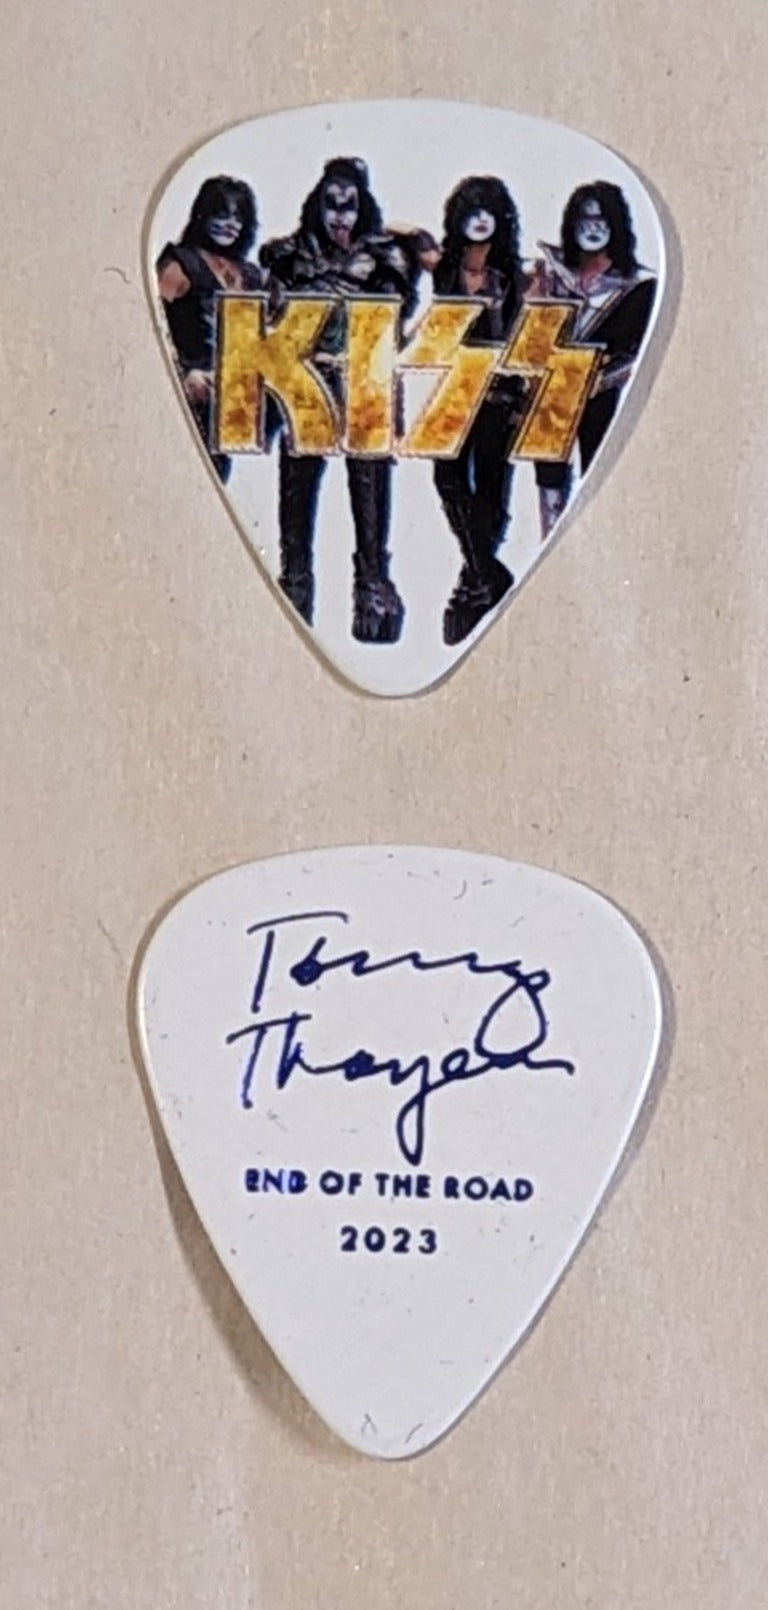 KISS
Tommy
Thayer
END OF THE ROAD
2023